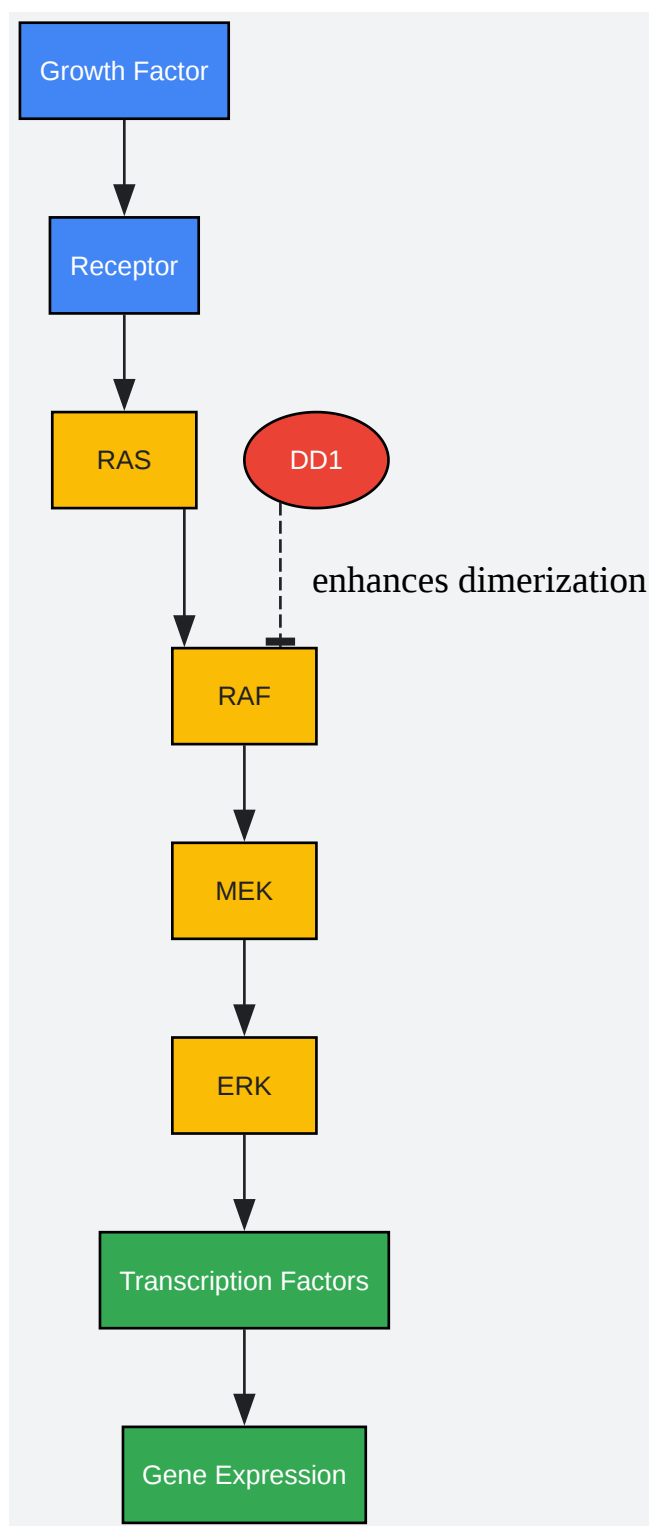 Growth Factor
Receptor
RAS
DD1
enhances dimerization
RAF
MEK
ERK
Transcription Factors
Gene Expression